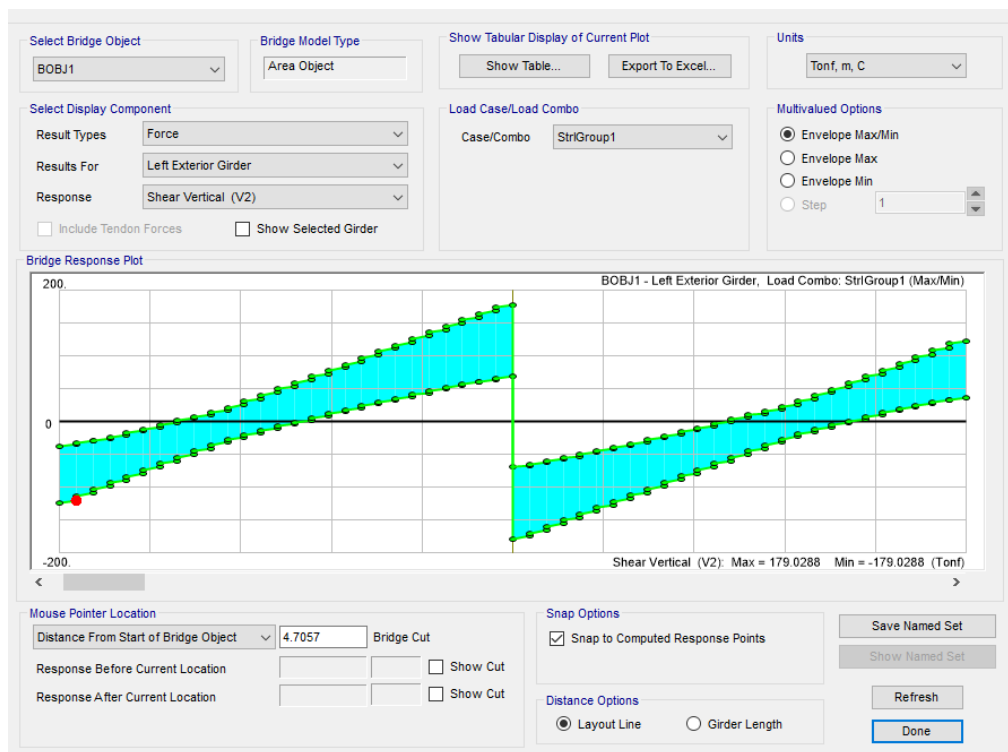 Select Bridge Object
BOBJ1
Bridge Model Type
Area Object
Show Tabular Display of Current Plot
Show Table...
Export To Excel...
Units
Tonf, m, C
Select Display Component
Result Types
Force
Results For
Left Exterior Girder
Response
Shear Vertical (V2)
Include Tendon Forces
Show Selected Girder
Load Case/Load Combo
Case/Combo
StrIGroup1
Multivalued Options
Envelope Max/Min
Envelope Max
Envelope Min
Step
1
Bridge Response Plot
200.
BOBJ1 - Left Exterior Girder, Load Combo: StrIGroup1 (Max/Min)
0
-200.
Shear Vertical (V2): Max = 179.0288 Min = -179.0288 (Tonf)
Mouse Pointer Location
Distance From Start of Bridge Object
4.7057
Bridge Cut
Response Before Current Location
Show Cut
Response After Current Location
Show Cut
Snap Options
Snap to Computed Response Points
Distance Options
Layout Line
Girder Length
Save Named Set
Show Named Set
Refresh
Done